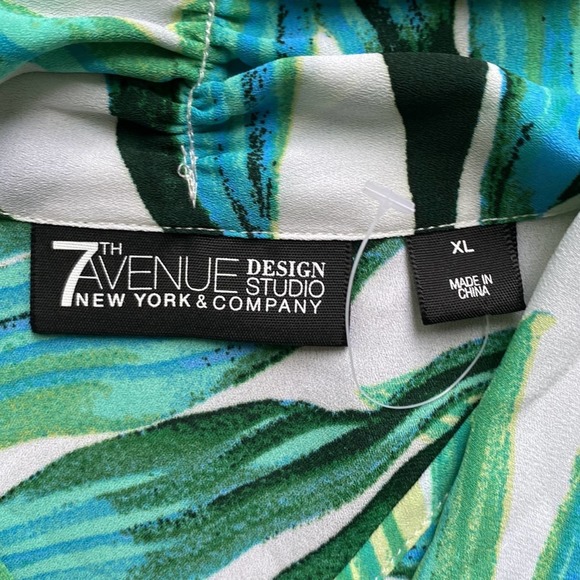 7TH AVENUE DESIGN STUDIO
NEW YORK & COMPANY
XL
MADE IN
CHINA